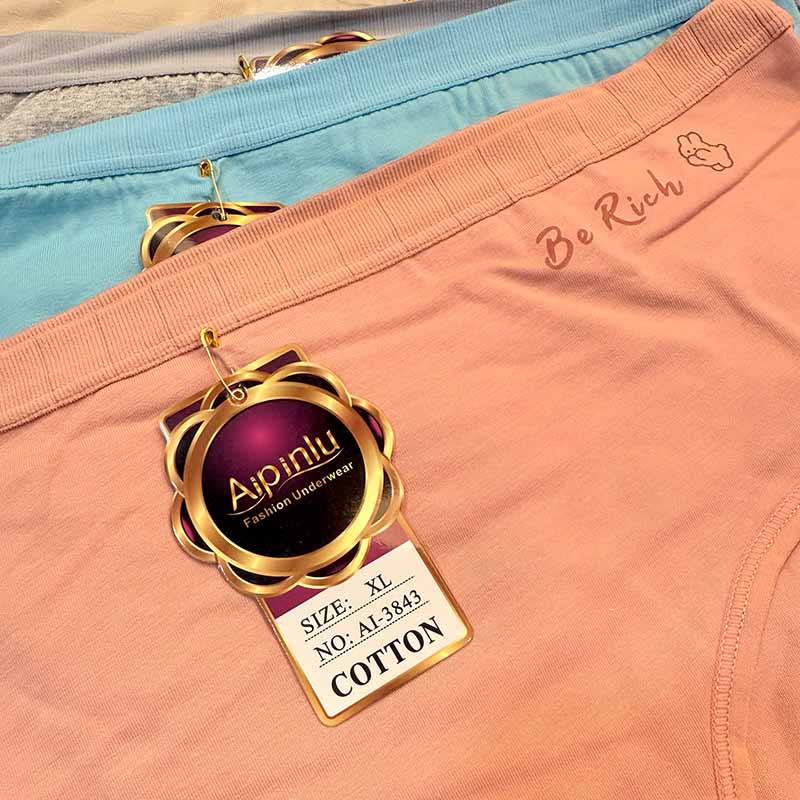 Be Rich
Aipinlu
Fashion Underwear
SIZE: XL
NO: AI-3843
COTTON